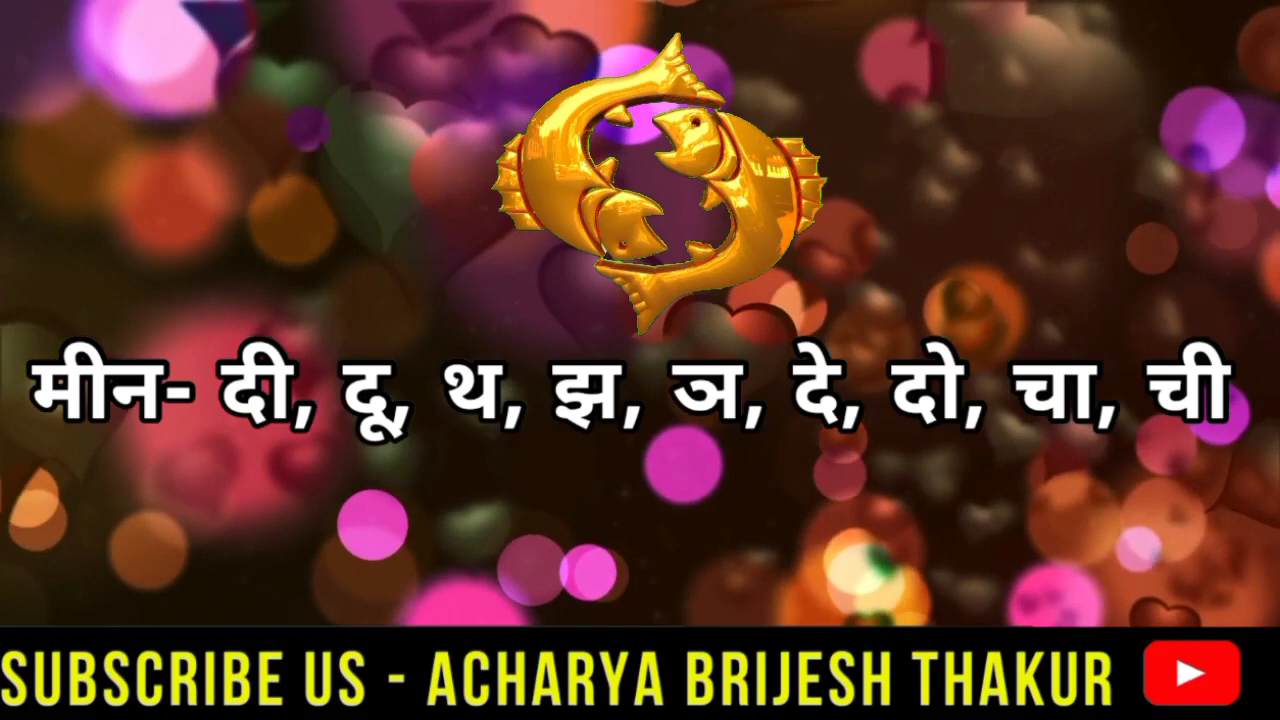 मीन- दी, दू, थ, झ, ञ, दे, दो, चा, ची
SUBSCRIBE US - ACHARYA BRIJESH THAKUR